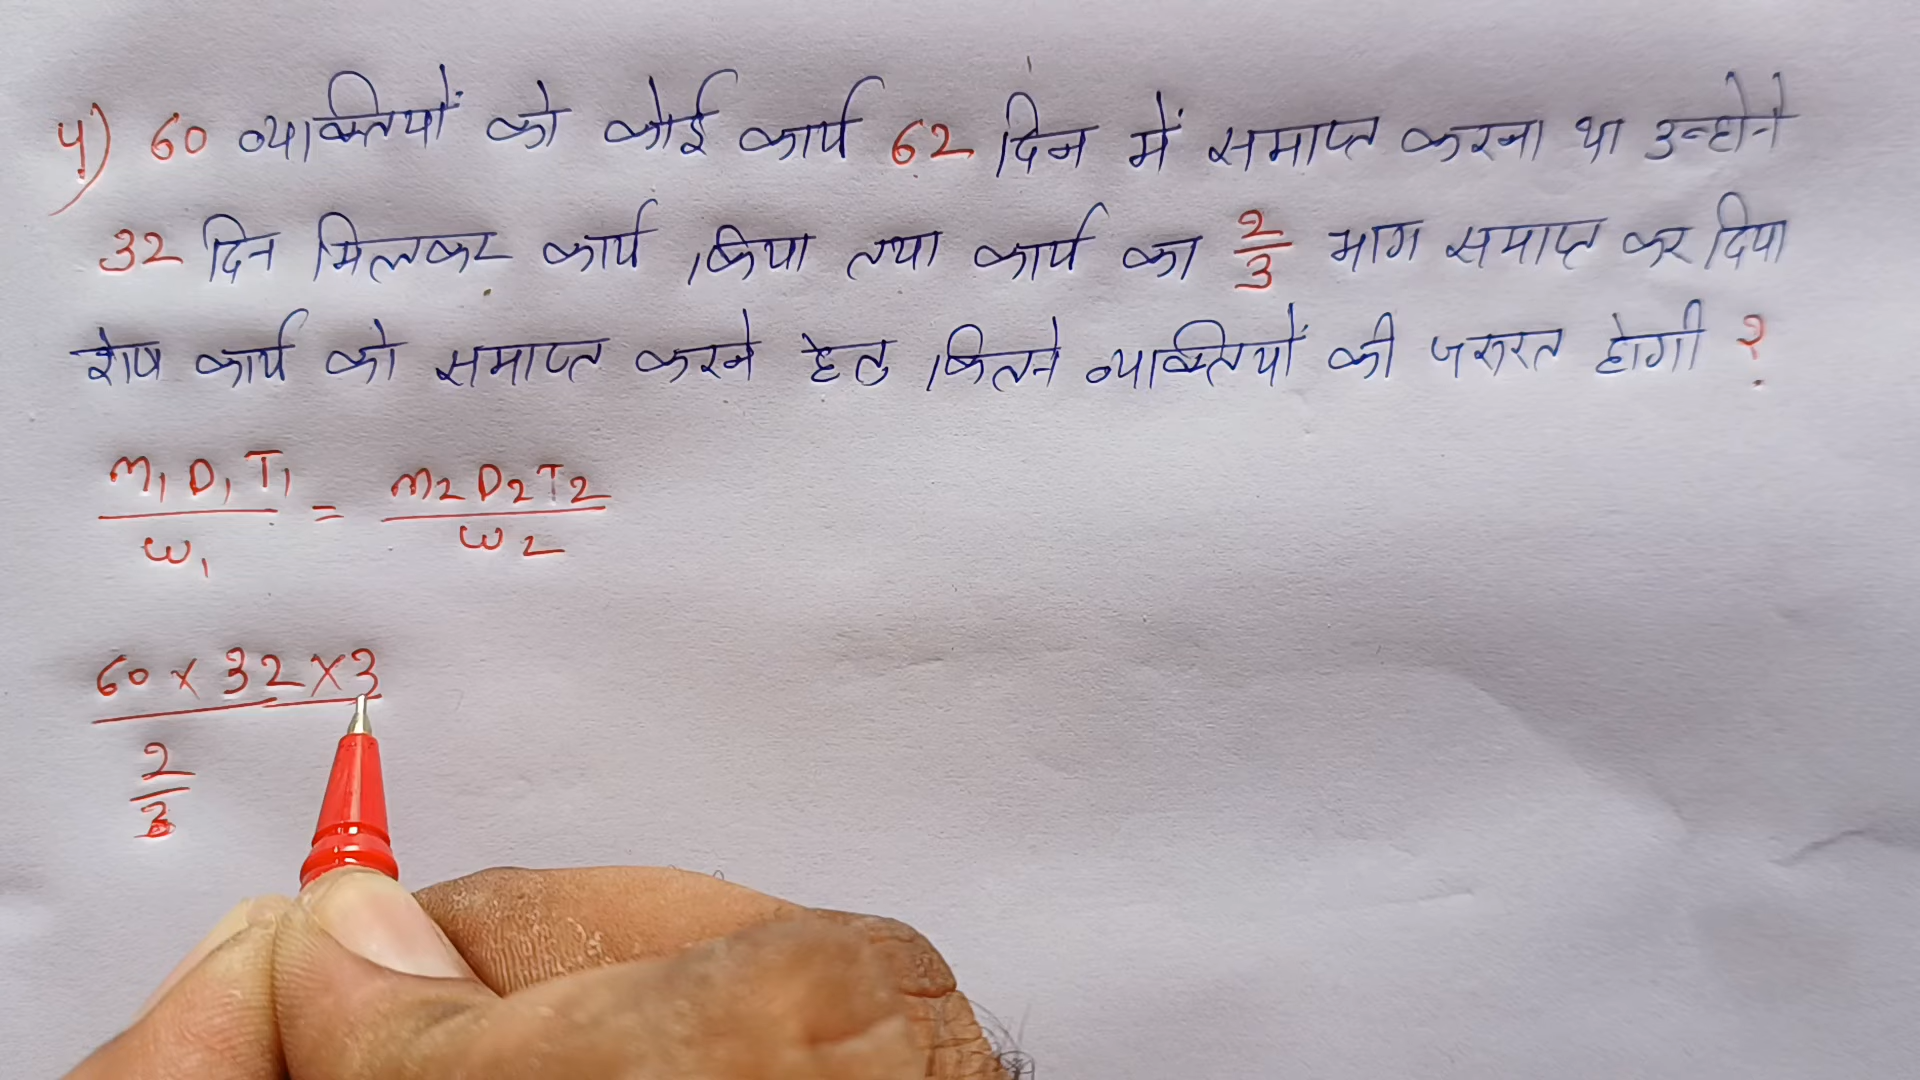 ५) 60 व्यक्तियों को कोई कार्य 62 दिन में समाप्त करना था उन्होने
32 दिन मिलकर कार्य किया तथा कार्य का 2/3 भाग समाप्त कर दिया
शेष कार्य को समाप्त करने हेतु कितने व्यक्तियों की जरुरत होगी ?
M₁ D₁ T₁ / W₁ = M₂ D₂ T₂ / W₂
60 × 32 × 3
2/3